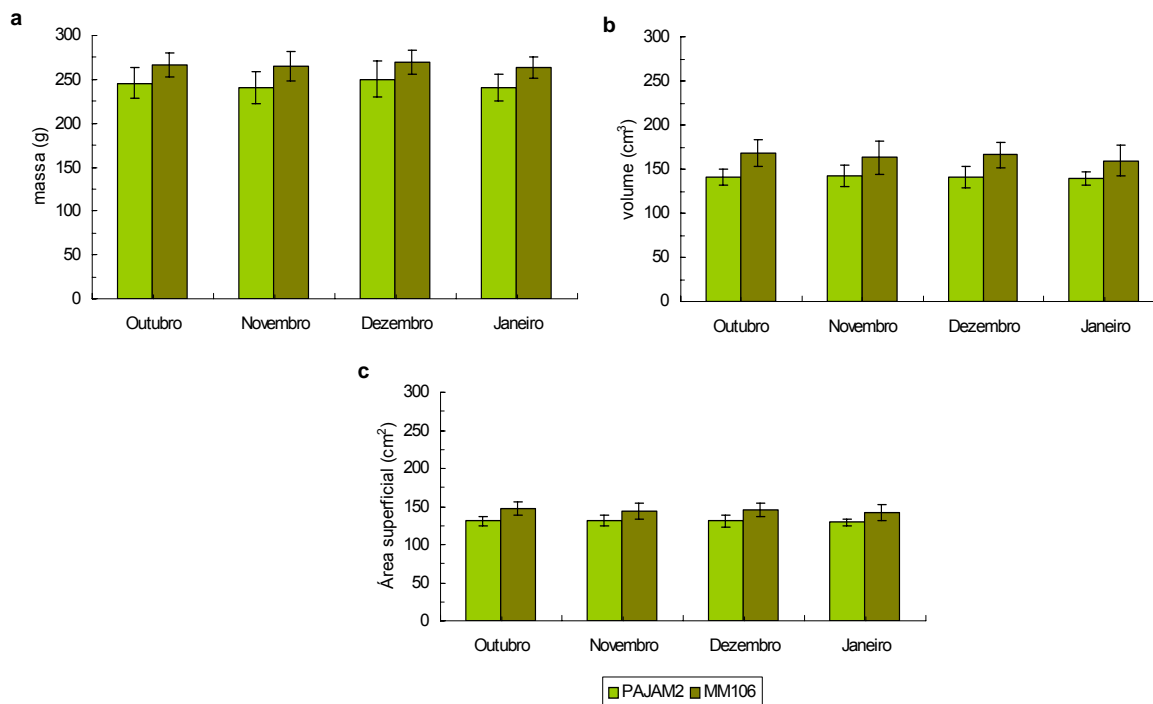 a
300
250
200
150
100
50
0
massa (g)
Outubro Novembro Dezembro Janeiro
b
300
250
200
150
100
50
0
volume (cm³)
Outubro Novembro Dezembro Janeiro
c
300
250
200
150
100
50
0
Área superficial (cm²)
Outubro Novembro Dezembro Janeiro
PAJAM2 MM106